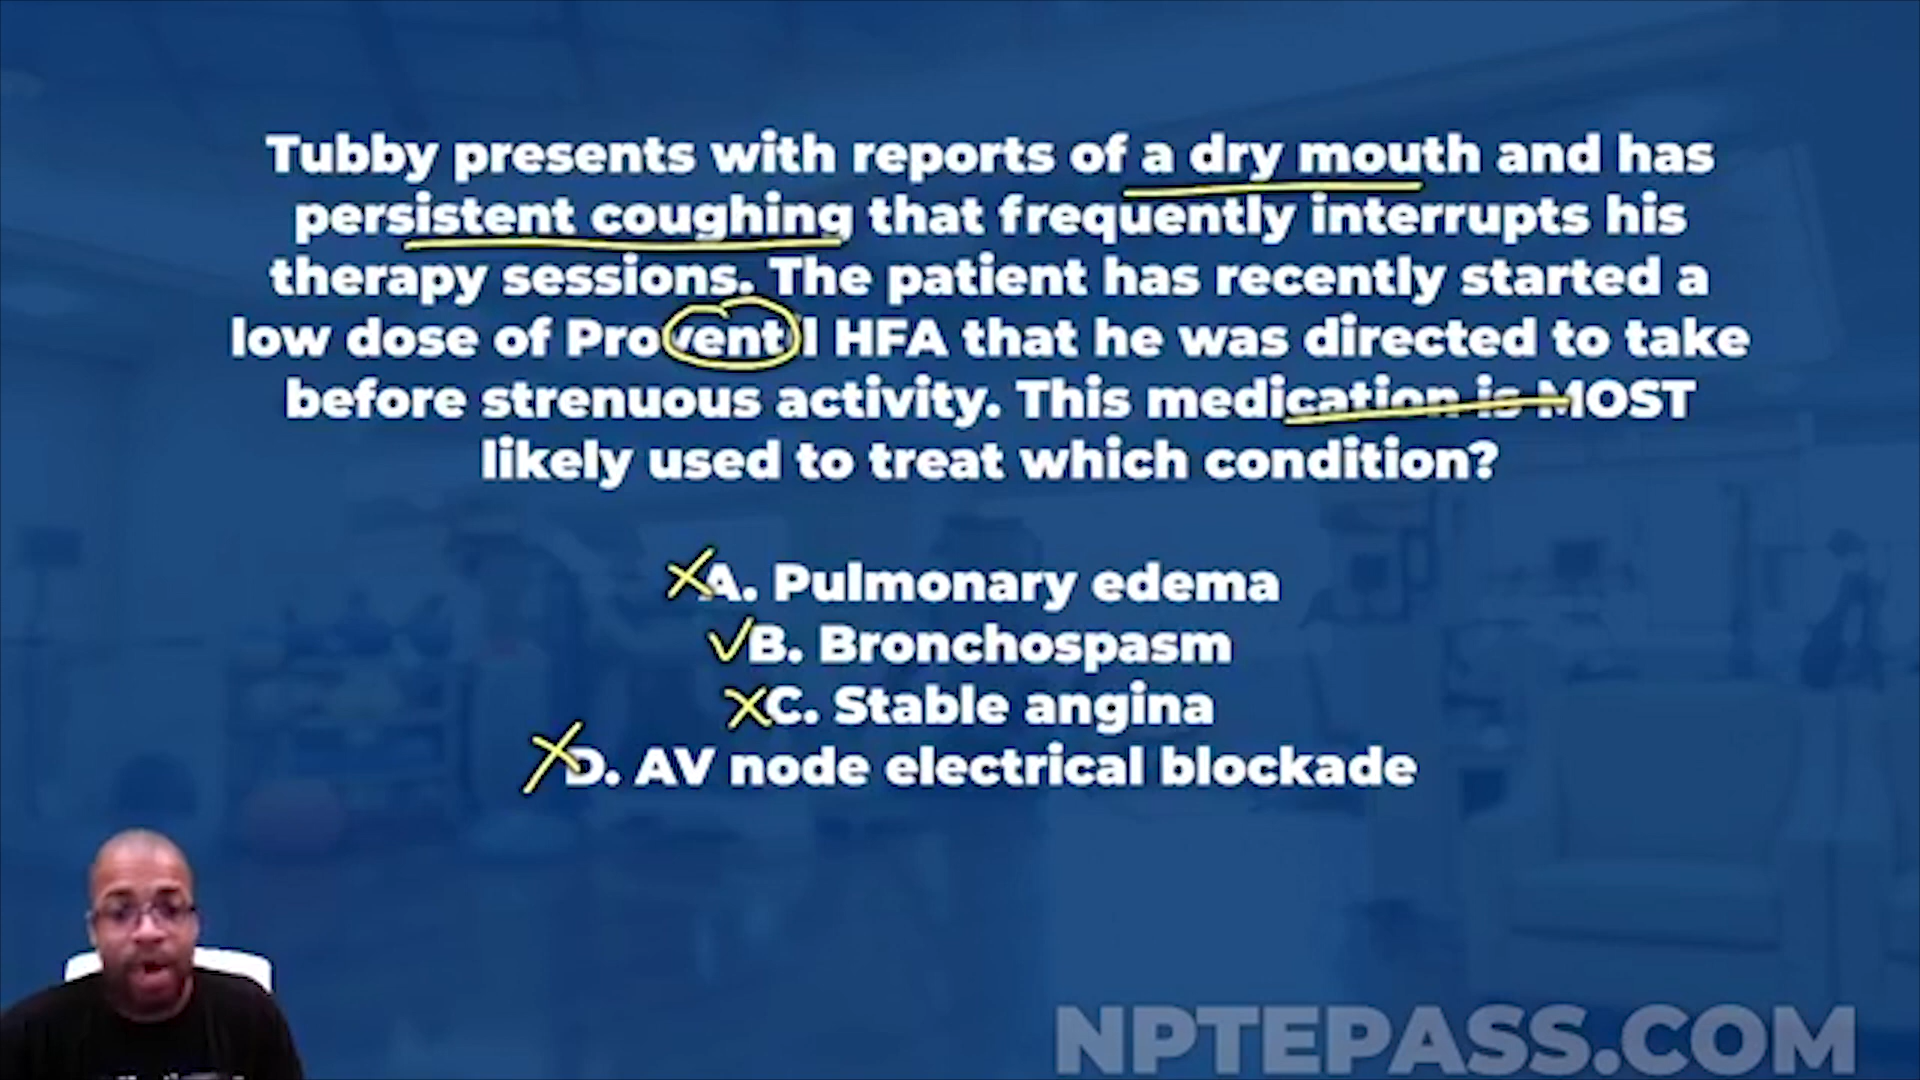 Tubby presents with reports of a dry mouth and has
persistent coughing that frequently interrupts his
therapy sessions. The patient has recently started a
low dose of Proventil HFA that he was directed to take
before strenuous activity. This medication is MOST
likely used to treat which condition?
A. Pulmonary edema
B. Bronchospasm
C. Stable angina
D. AV node electrical blockade
NPTEPASS.COM